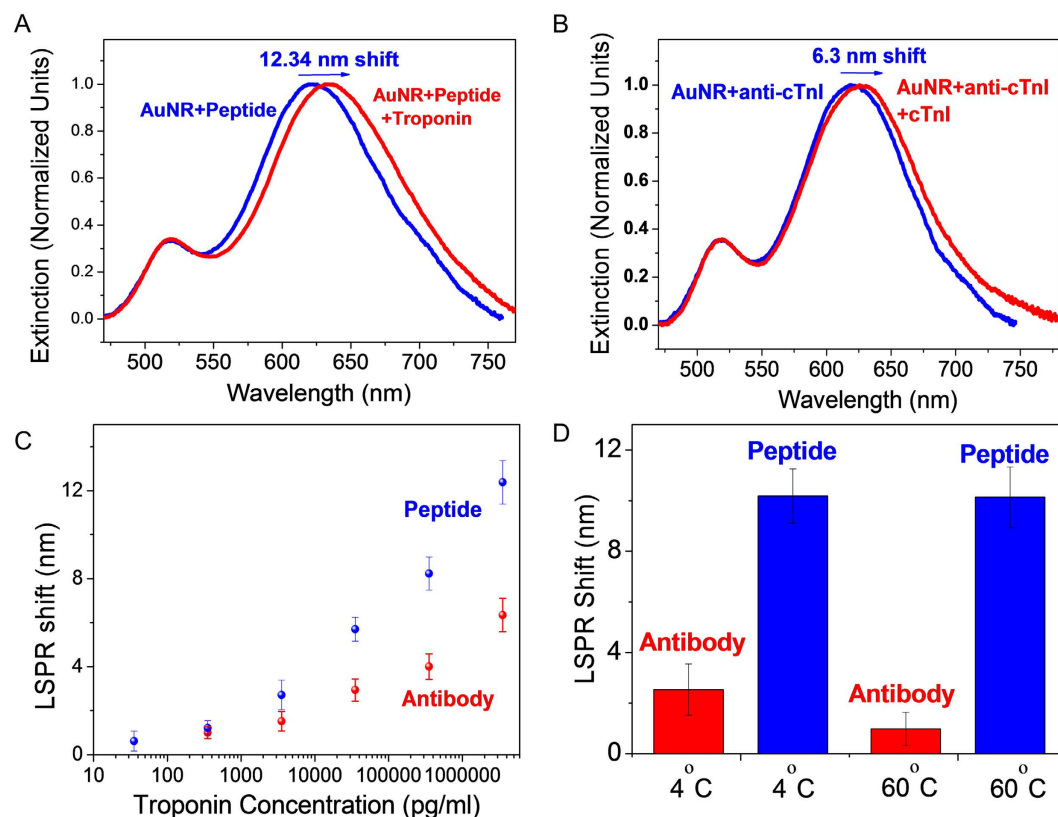 A
12.34 nm shift
AuNR+Peptide
AuNR+Peptide
+Troponin
Extinction (Normalized Units)
1.0
0.8
0.6
0.4
0.2
0.0
500 550 600 650 700 750
Wavelength (nm)
B
6.3 nm shift
AuNR+anti-cTnI
AuNR+anti-cTnI
+cTnI
Extinction (Normalized Units)
1.0
0.8
0.6
0.4
0.2
0.0
500 550 600 650 700 750
Wavelength (nm)
C
Peptide
Antibody
LSPR shift (nm)
12
8
4
0
10 100 1000 10000 100000 1000000
Troponin Concentration (pg/ml)
D
Peptide
Peptide
Antibody
Antibody
LSPR Shift (nm)
12
8
4
0
4 °C 4 °C 60 °C 60 °C